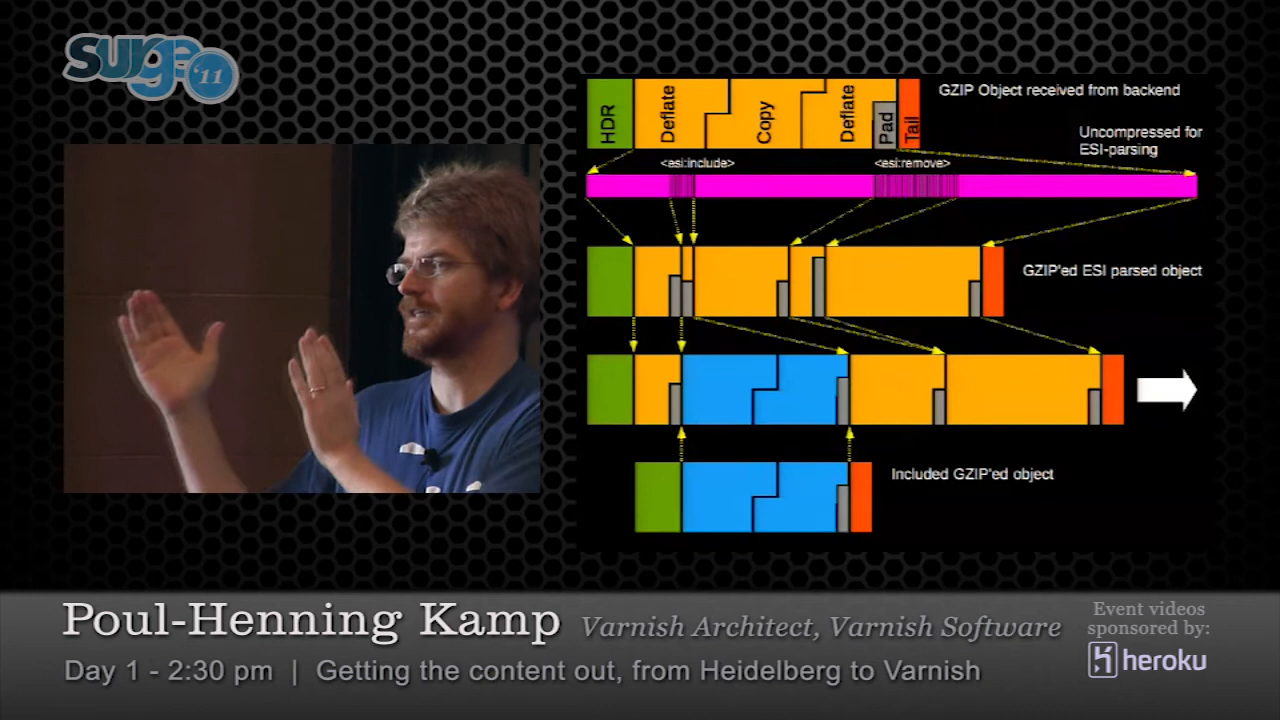 surge '11
HDR
Deflate
Copy
Deflate
Pad
Tail
GZIP Object received from backend
Uncompressed for
ESI-parsing
<esi:include>
<esi:remove>
GZIP'ed ESI parsed object
Included GZIP'ed object
Poul-Henning Kamp
Varnish Architect, Varnish Software
Day 1 - 2:30 pm | Getting the content out, from Heidelberg to Varnish
Event videos
sponsored by:
heroku